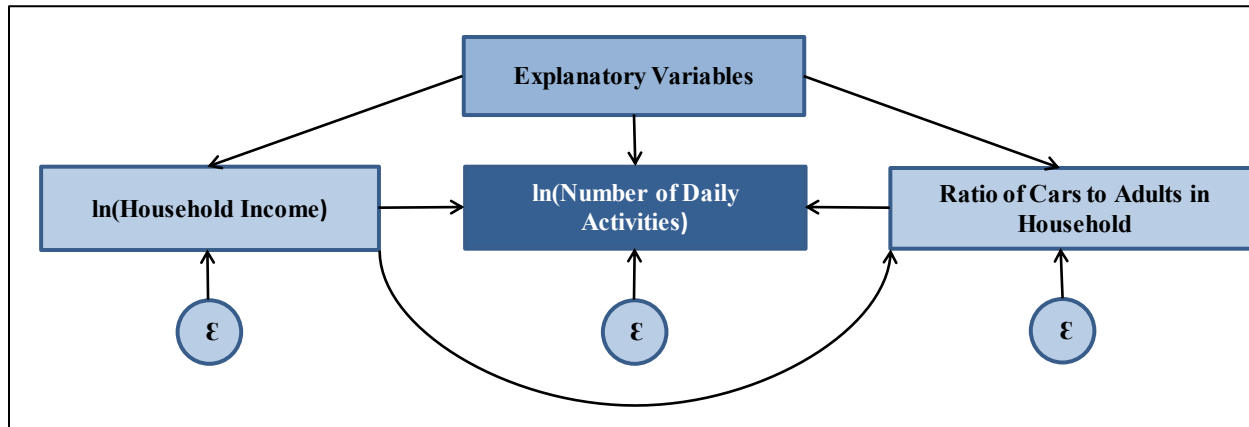 Explanatory Variables
ln(Household Income)
ln(Number of Daily
Activities)
Ratio of Cars to Adults in
Household
ε
ε
ε